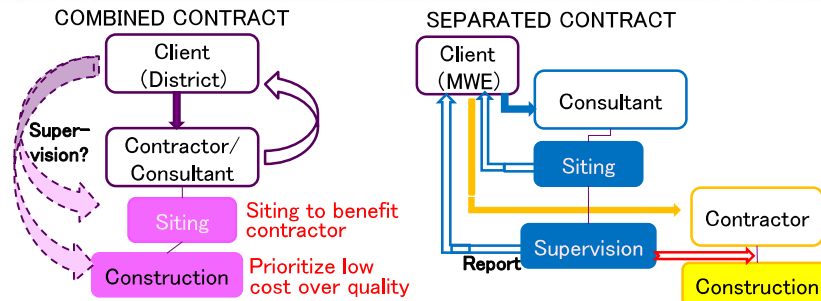 COMBINED CONTRACT
Client
(District)
Super-
vision?
Contractor/
Consultant
Siting
Siting to benefit
contractor
Construction
Prioritize low
cost over quality
SEPARATED CONTRACT
Client
(MWE)
Consultant
Siting
Contractor
Supervision
Report
Construction